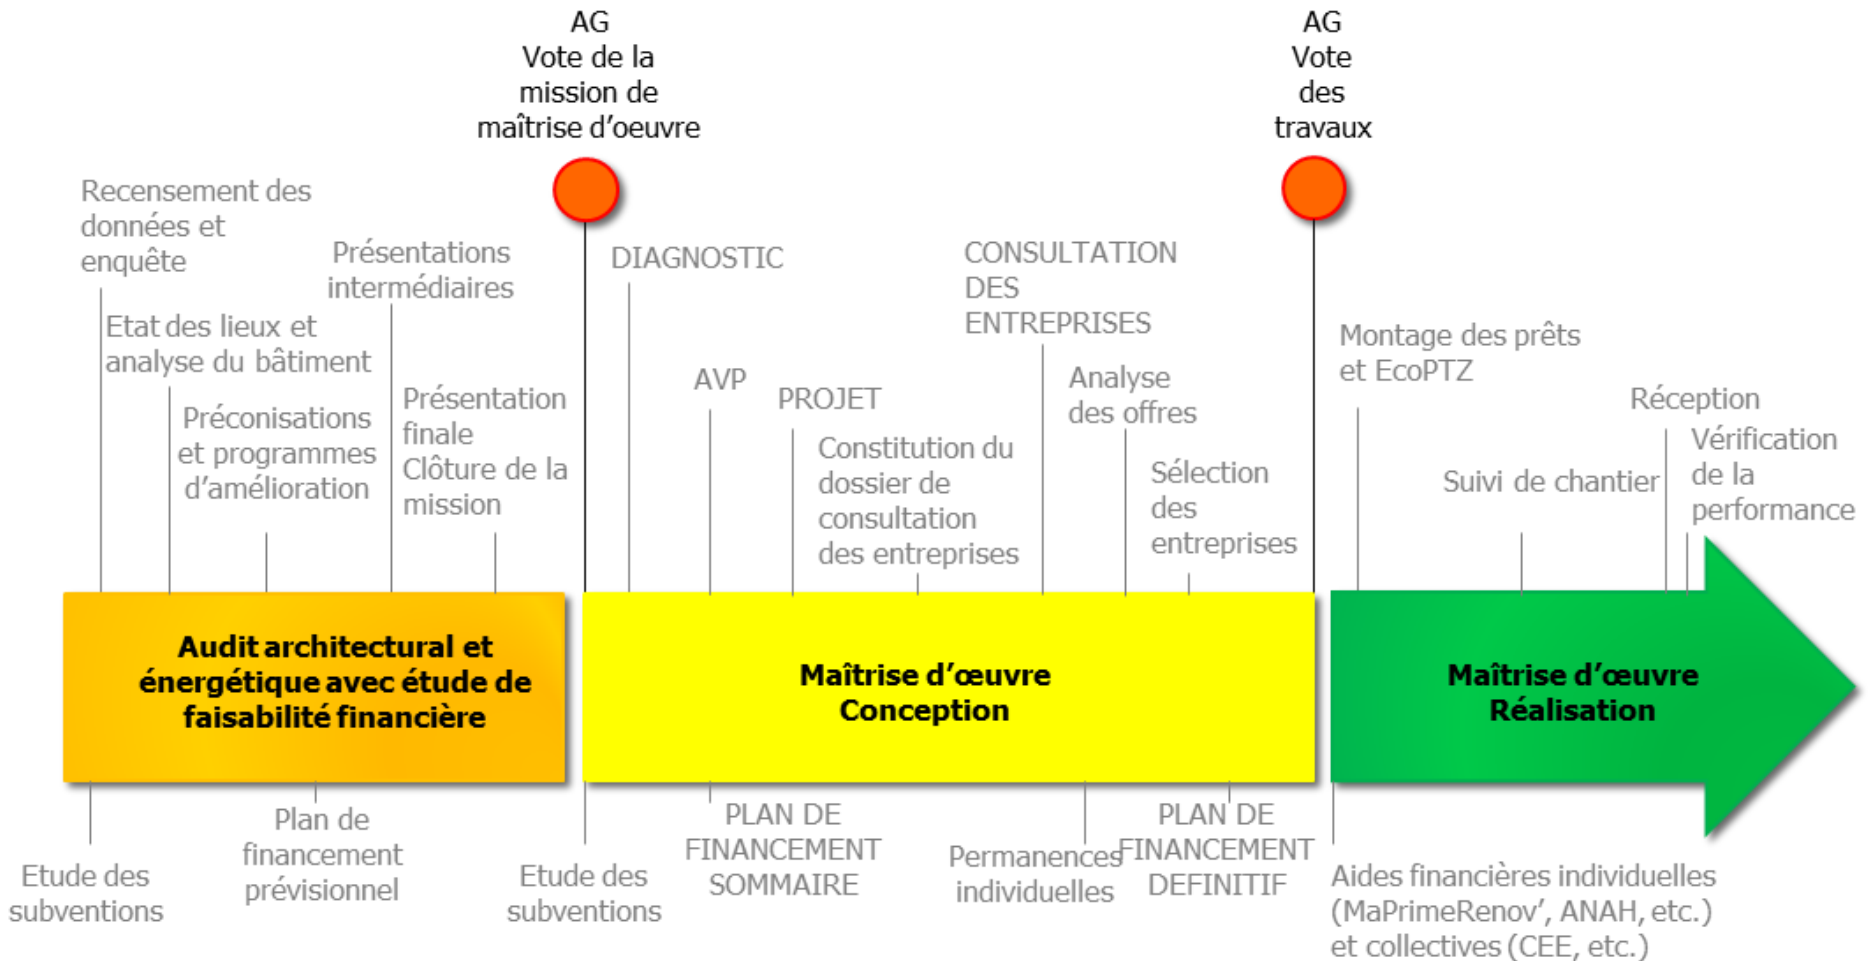 AG
Vote de la
mission de
maîtrise d'oeuvre
AG
Vote
des
travaux
Recensement des
données et
enquête
Etat des lieux et
analyse du bâtiment
Préconisations
et programmes
d'amélioration
Présentations
intermédiaires
Présentation
finale
Clôture de la
mission
DIAGNOSTIC
AVP
PROJET
Constitution du
dossier de
consultation
des entreprises
CONSULTATION
DES
ENTREPRISES
Analyse
des offres
Sélection
des
entreprises
Montage des prêts
et EcoPTZ
Suivi de chantier
Réception
Vérification
de la
performance
Audit architectural et
énergétique avec étude de
faisabilité financière
Maîtrise d'œuvre
Conception
Maîtrise d'œuvre
Réalisation
Etude des
subventions
Plan de
financement
prévisionnel
Etude des
subventions
PLAN DE
FINANCEMENT
SOMMAIRE
Permanences
individuelles
PLAN DE
FINANCEMENT
DEFINITIF
Aides financières individuelles
(MaPrimeRenov', ANAH, etc.)
et collectives (CEE, etc.)